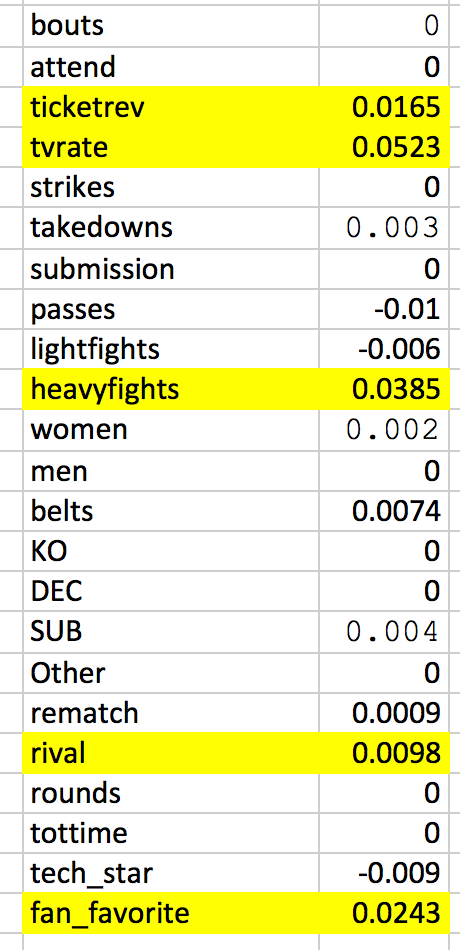 bouts 0
attend 0
ticketrev 0.0165
tvrate 0.0523
strikes 0
takedowns 0.003
submission 0
passes -0.01
lightfights -0.006
heavyfights 0.0385
women 0.002
men 0
belts 0.0074
KO 0
DEC 0
SUB 0.004
Other 0
rematch 0.0009
rival 0.0098
rounds 0
tottime 0
tech_star -0.009
fan_favorite 0.0243